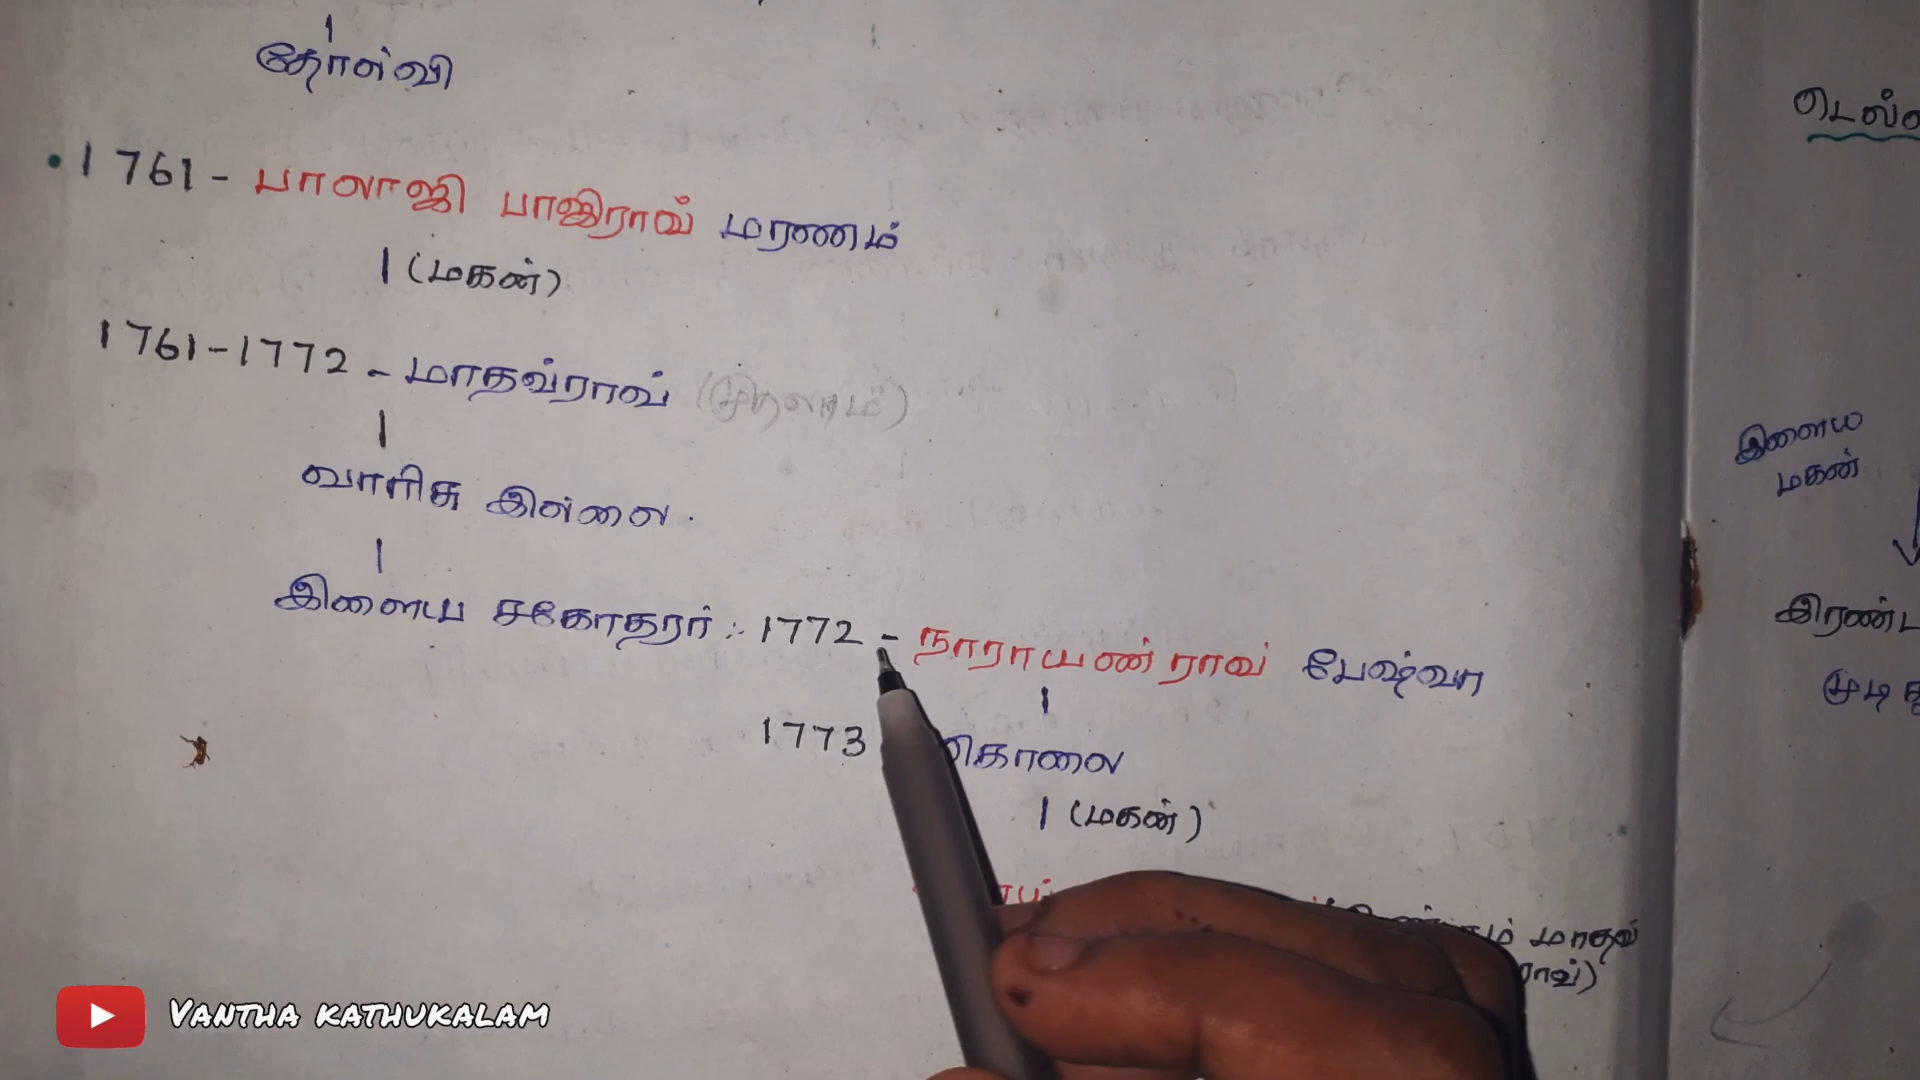 தோல்வி
டெல்
• 1761 - பாலாஜி பாஜிராவ் மரணம்
(மகன்)
1761-1772 - மாதவ்ராவ் (முதலாம்)
இளைய
மகன்
வாரிசு இல்லை.
இளைய சகோதரர் : 1772 - நாராயண் ராவ் பேஷ்வா
இரண்ட
1773 கொலை
(மகன்)
மாதவ்
ராவ்)
VANTHA KATHUKALAM